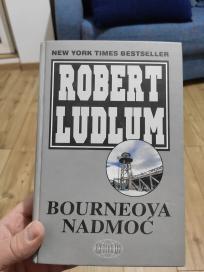 NEW YORK TIMES BESTSELLER
ROBERT
LUDLUM
BOURNEOVA
NADMOĆ